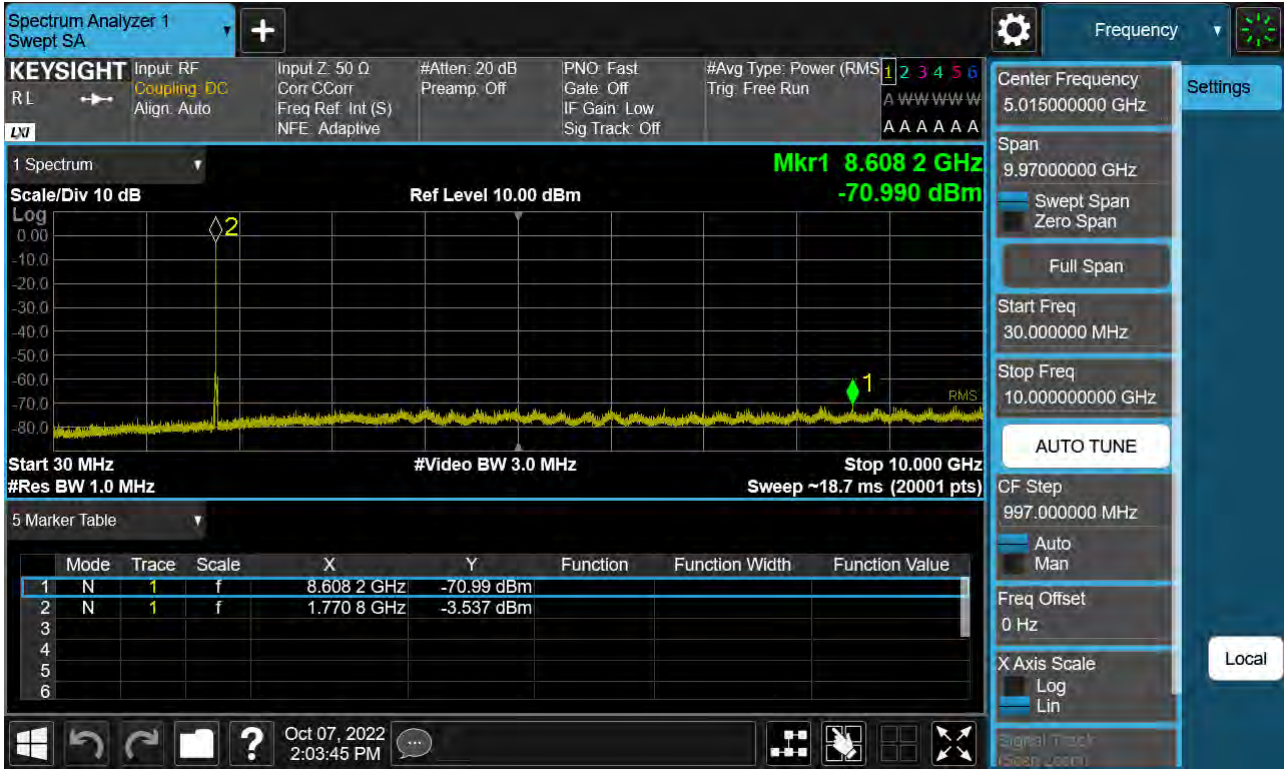 Spectrum Analyzer 1
Swept SA
Frequency
KEYSIGHT
RL
LXI
Input: RF
Coupling: DC
Align: Auto
Input Z: 50 Ω
Corr CCorr
Freq Ref: Int (S)
NFE: Adaptive
#Atten: 20 dB
Preamp: Off
PNO: Fast
Gate: Off
IF Gain: Low
Sig Track: Off
#Avg Type: Power (RMS
Trig: Free Run
1 2 3 4 5 6
A W W W W W
A A A A A A
1 Spectrum
Scale/Div 10 dB
Ref Level 10.00 dBm
Mkr1 8.608 2 GHz
-70.990 dBm
Log
0.00
-10.0
-20.0
-30.0
-40.0
-50.0
-60.0
-70.0
-80.0
2
1
RMS
Start 30 MHz
#Video BW 3.0 MHz
Stop 10.000 GHz
#Res BW 1.0 MHz
Sweep ~18.7 ms (20001 pts)
5 Marker Table
Mode Trace Scale X Y Function Function Width Function Value
1 N 1 f 8.608 2 GHz -70.99 dBm
2 N 1 f 1.770 8 GHz -3.537 dBm
3
4
5
6
Oct 07, 2022
2:03:45 PM
Center Frequency
5.015000000 GHz
Settings
Span
9.97000000 GHz
Swept Span
Zero Span
Full Span
Start Freq
30.000000 MHz
Stop Freq
10.000000000 GHz
AUTO TUNE
CF Step
997.000000 MHz
Auto
Man
Freq Offset
0 Hz
X Axis Scale
Log
Lin
Signal Track
(Span Zoom)
Local